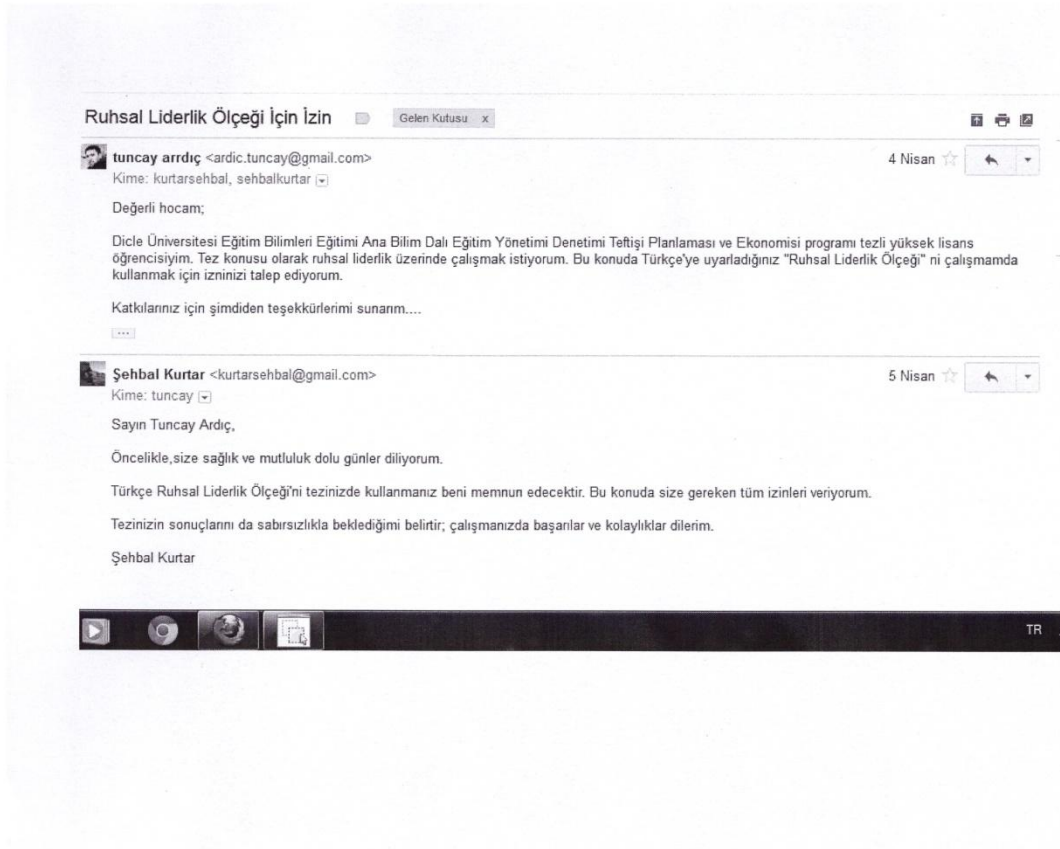 Ruhsal Liderlik Ölçeği İçin İzin Gelen Kutusu x
tuncay arrdıç <ardic.tuncay@gmail.com> 4 Nisan
Kime: kurtarsehbal, sehbalkurtar
Değerli hocam;
Dicle Üniversitesi Eğitim Bilimleri Eğitimi Ana Bilim Dalı Eğitim Yönetimi Denetimi Teftişi Planlaması ve Ekonomisi programı tezli yüksek lisans
öğrencisiyim. Tez konusu olarak ruhsal liderlik üzerinde çalışmak istiyorum. Bu konuda Türkçe'ye uyarladığınız "Ruhsal Liderlik Ölçeği" ni çalışmamda
kullanmak için izninizi talep ediyorum.
Katkılarınız için şimdiden teşekkürlerimi sunarım....
Şehbal Kurtar <kurtarsehbal@gmail.com> 5 Nisan
Kime: tuncay
Sayın Tuncay Ardıç,
Öncelikle,size sağlık ve mutluluk dolu günler diliyorum.
Türkçe Ruhsal Liderlik Ölçeği'ni tezinizde kullanmanız beni memnun edecektir. Bu konuda size gereken tüm izinleri veriyorum.
Tezinizin sonuçlarını da sabırsızlıkla beklediğimi belirtir; çalışmanızda başarılar ve kolaylıklar dilerim.
Şehbal Kurtar
TR